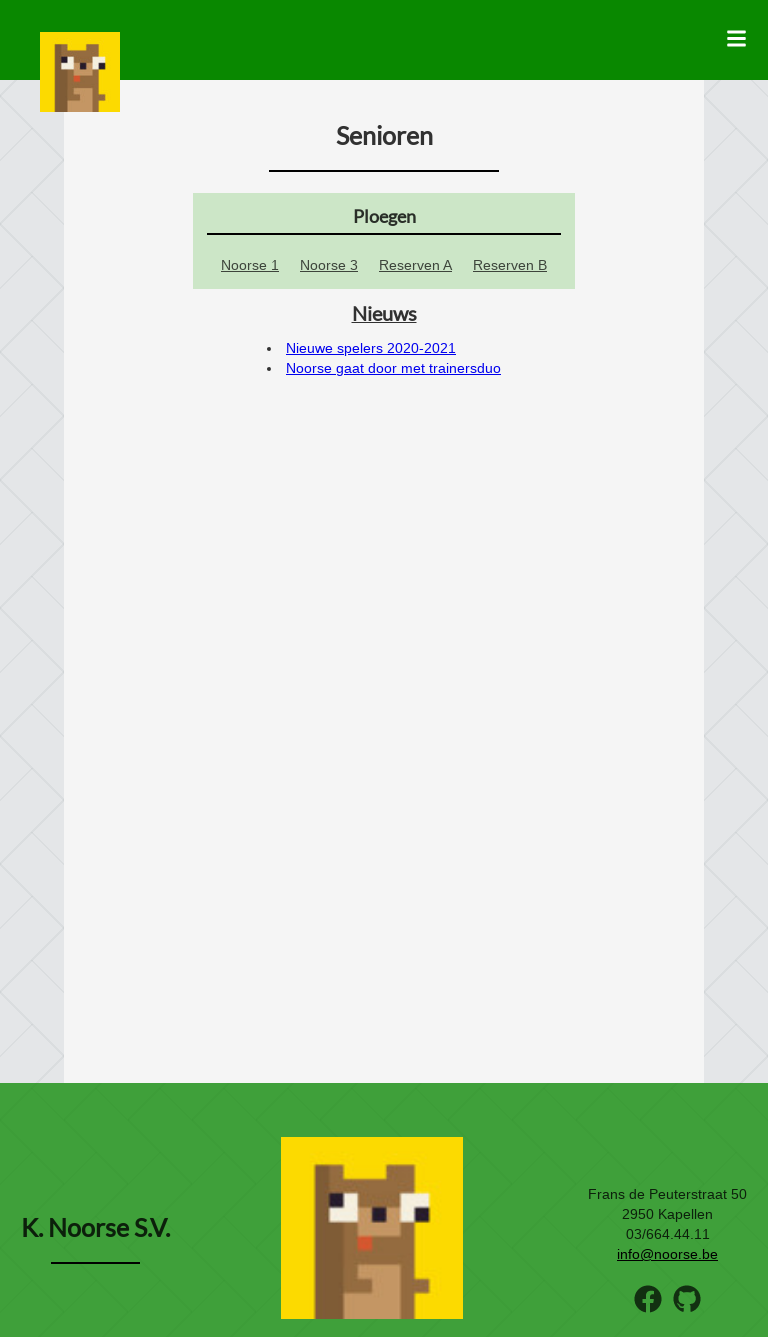 Senioren
Ploegen
Noorse 1 Noorse 3 Reserven A Reserven B
Nieuws
Nieuwe spelers 2020-2021
Noorse gaat door met trainersduo
K. Noorse S.V.
Frans de Peuterstraat 50
2950 Kapellen
03/664.44.11
info@noorse.be